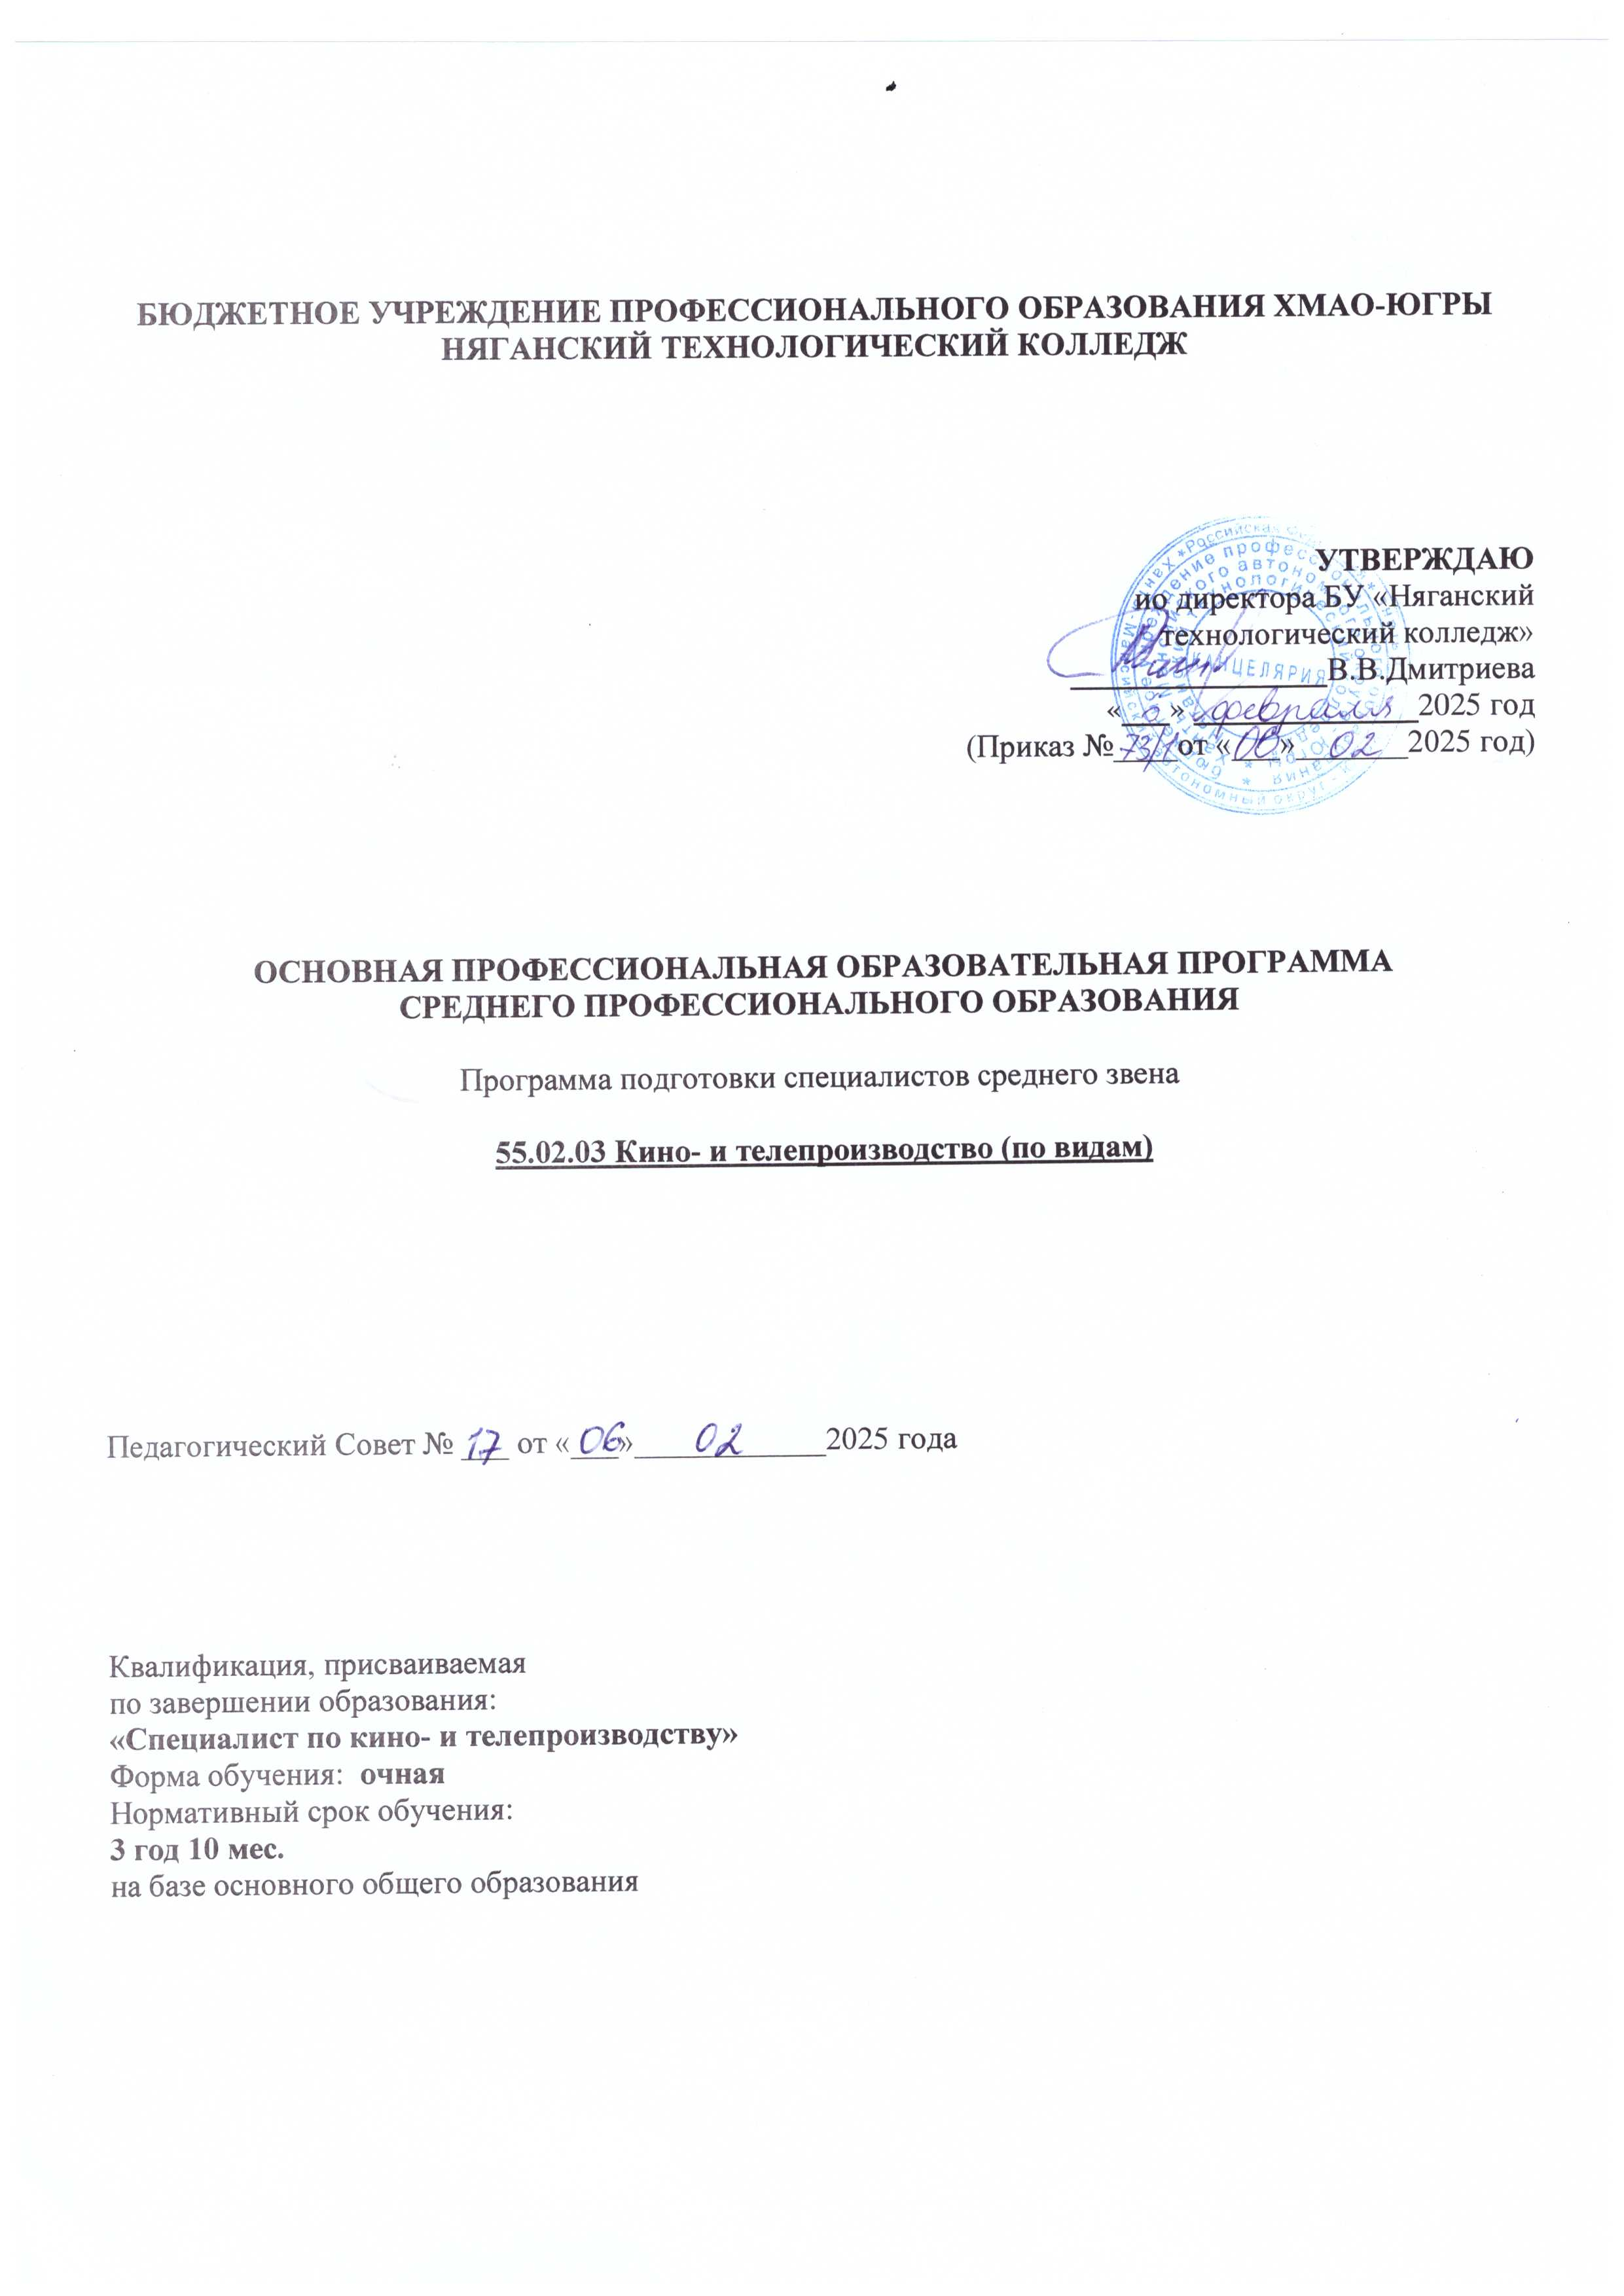 БЮДЖЕТНОЕ УЧРЕЖДЕНИЕ ПРОФЕССИОНАЛЬНОГО ОБРАЗОВАНИЯ ХМАО-ЮГРЫ
НЯГАНСКИЙ ТЕХНОЛОГИЧЕСКИЙ КОЛЛЕДЖ
УТВЕРЖДАЮ
ио директора БУ «Няганский
технологический колледж»
КАНЦЕЛЯРИЯ
В.В.Дмитриева
« » февраля 2025 год
(Приказ № 73/1 от «06» 02 2025 год)
ОСНОВНАЯ ПРОФЕССИОНАЛЬНАЯ ОБРАЗОВАТЕЛЬНАЯ ПРОГРАММА
СРЕДНЕГО ПРОФЕССИОНАЛЬНОГО ОБРАЗОВАНИЯ
Программа подготовки специалистов среднего звена
55.02.03 Кино- и телепроизводство (по видам)
Педагогический Совет № 17 от «06» 02 2025 года
Квалификация, присваиваемая
по завершении образования:
«Специалист по кино- и телепроизводству»
Форма обучения: очная
Нормативный срок обучения:
3 год 10 мес.
на базе основного общего образования